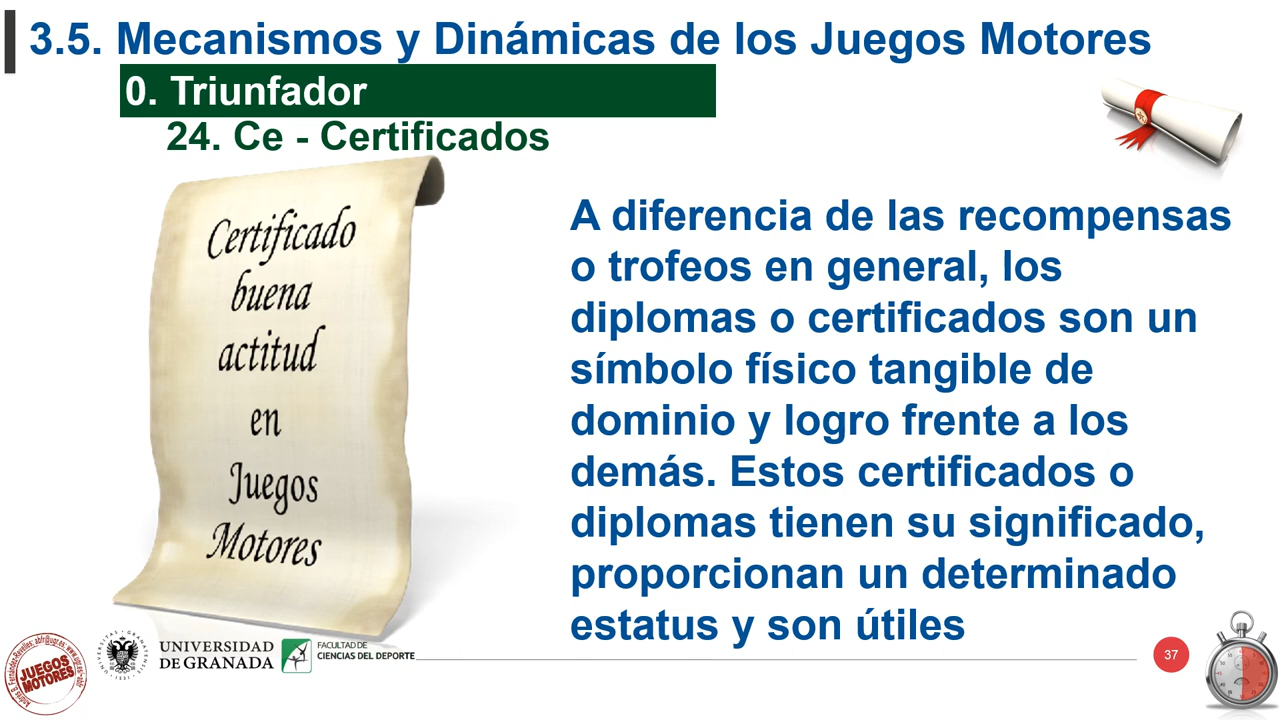 3.5. Mecanismos y Dinámicas de los Juegos Motores
0. Triunfador
24. Ce - Certificados
Certificado
buena
actitud
en
Juegos
Motores
A diferencia de las recompensas
o trofeos en general, los
diplomas o certificados son un
símbolo físico tangible de
dominio y logro frente a los
demás. Estos certificados o
diplomas tienen su significado,
proporcionan un determinado
estatus y son útiles
JUEGOS
MOTORES
UNIVERSIDAD
DE GRANADA
FACULTAD DE
CIENCIAS DEL DEPORTE
37